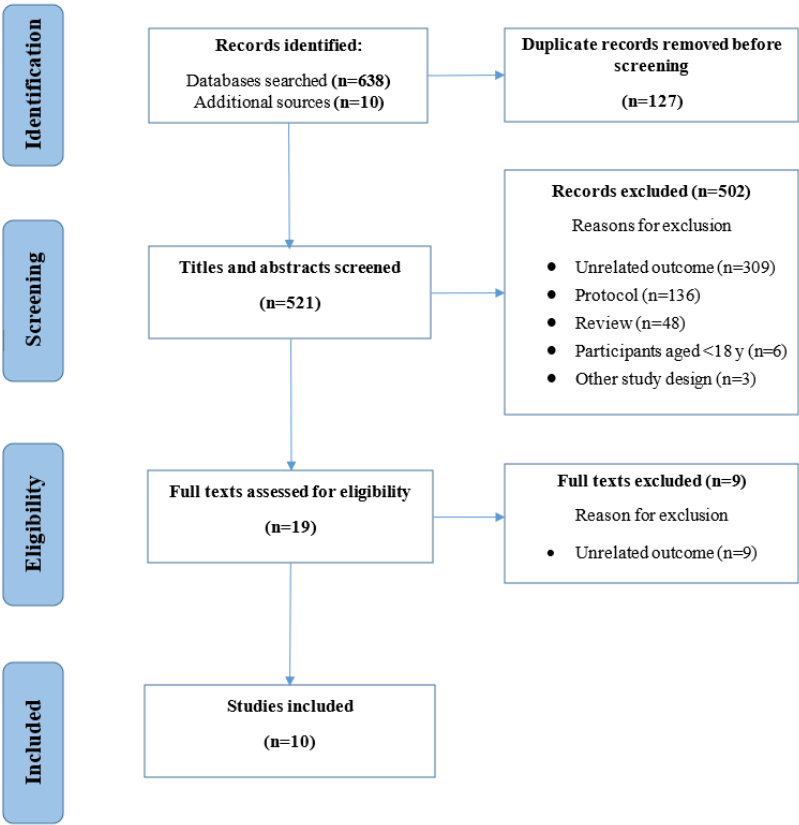 Identification
Records identified:
Databases searched (n=638)
Additional sources (n=10)
Duplicate records removed before
screening
(n=127)
Screening
Titles and abstracts screened
(n=521)
Records excluded (n=502)
Reasons for exclusion
● Unrelated outcome (n=309)
● Protocol (n=136)
● Review (n=48)
● Participants aged <18 y (n=6)
● Other study design (n=3)
Eligibility
Full texts assessed for eligibility
(n=19)
Full texts excluded (n=9)
Reason for exclusion
• Unrelated outcome (n=9)
Included
Studies included
(n=10)